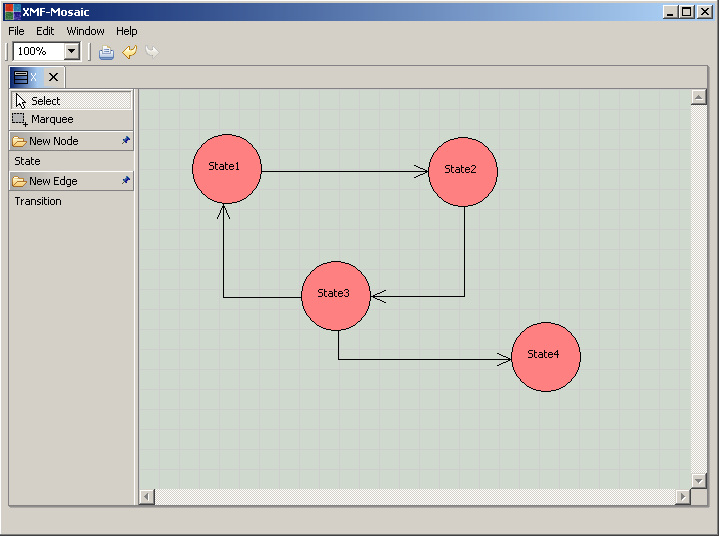 XMF-Mosaic
File Edit Window Help
100%
X
Select
Marquee
New Node
State
New Edge
Transition
State1
State2
State3
State4